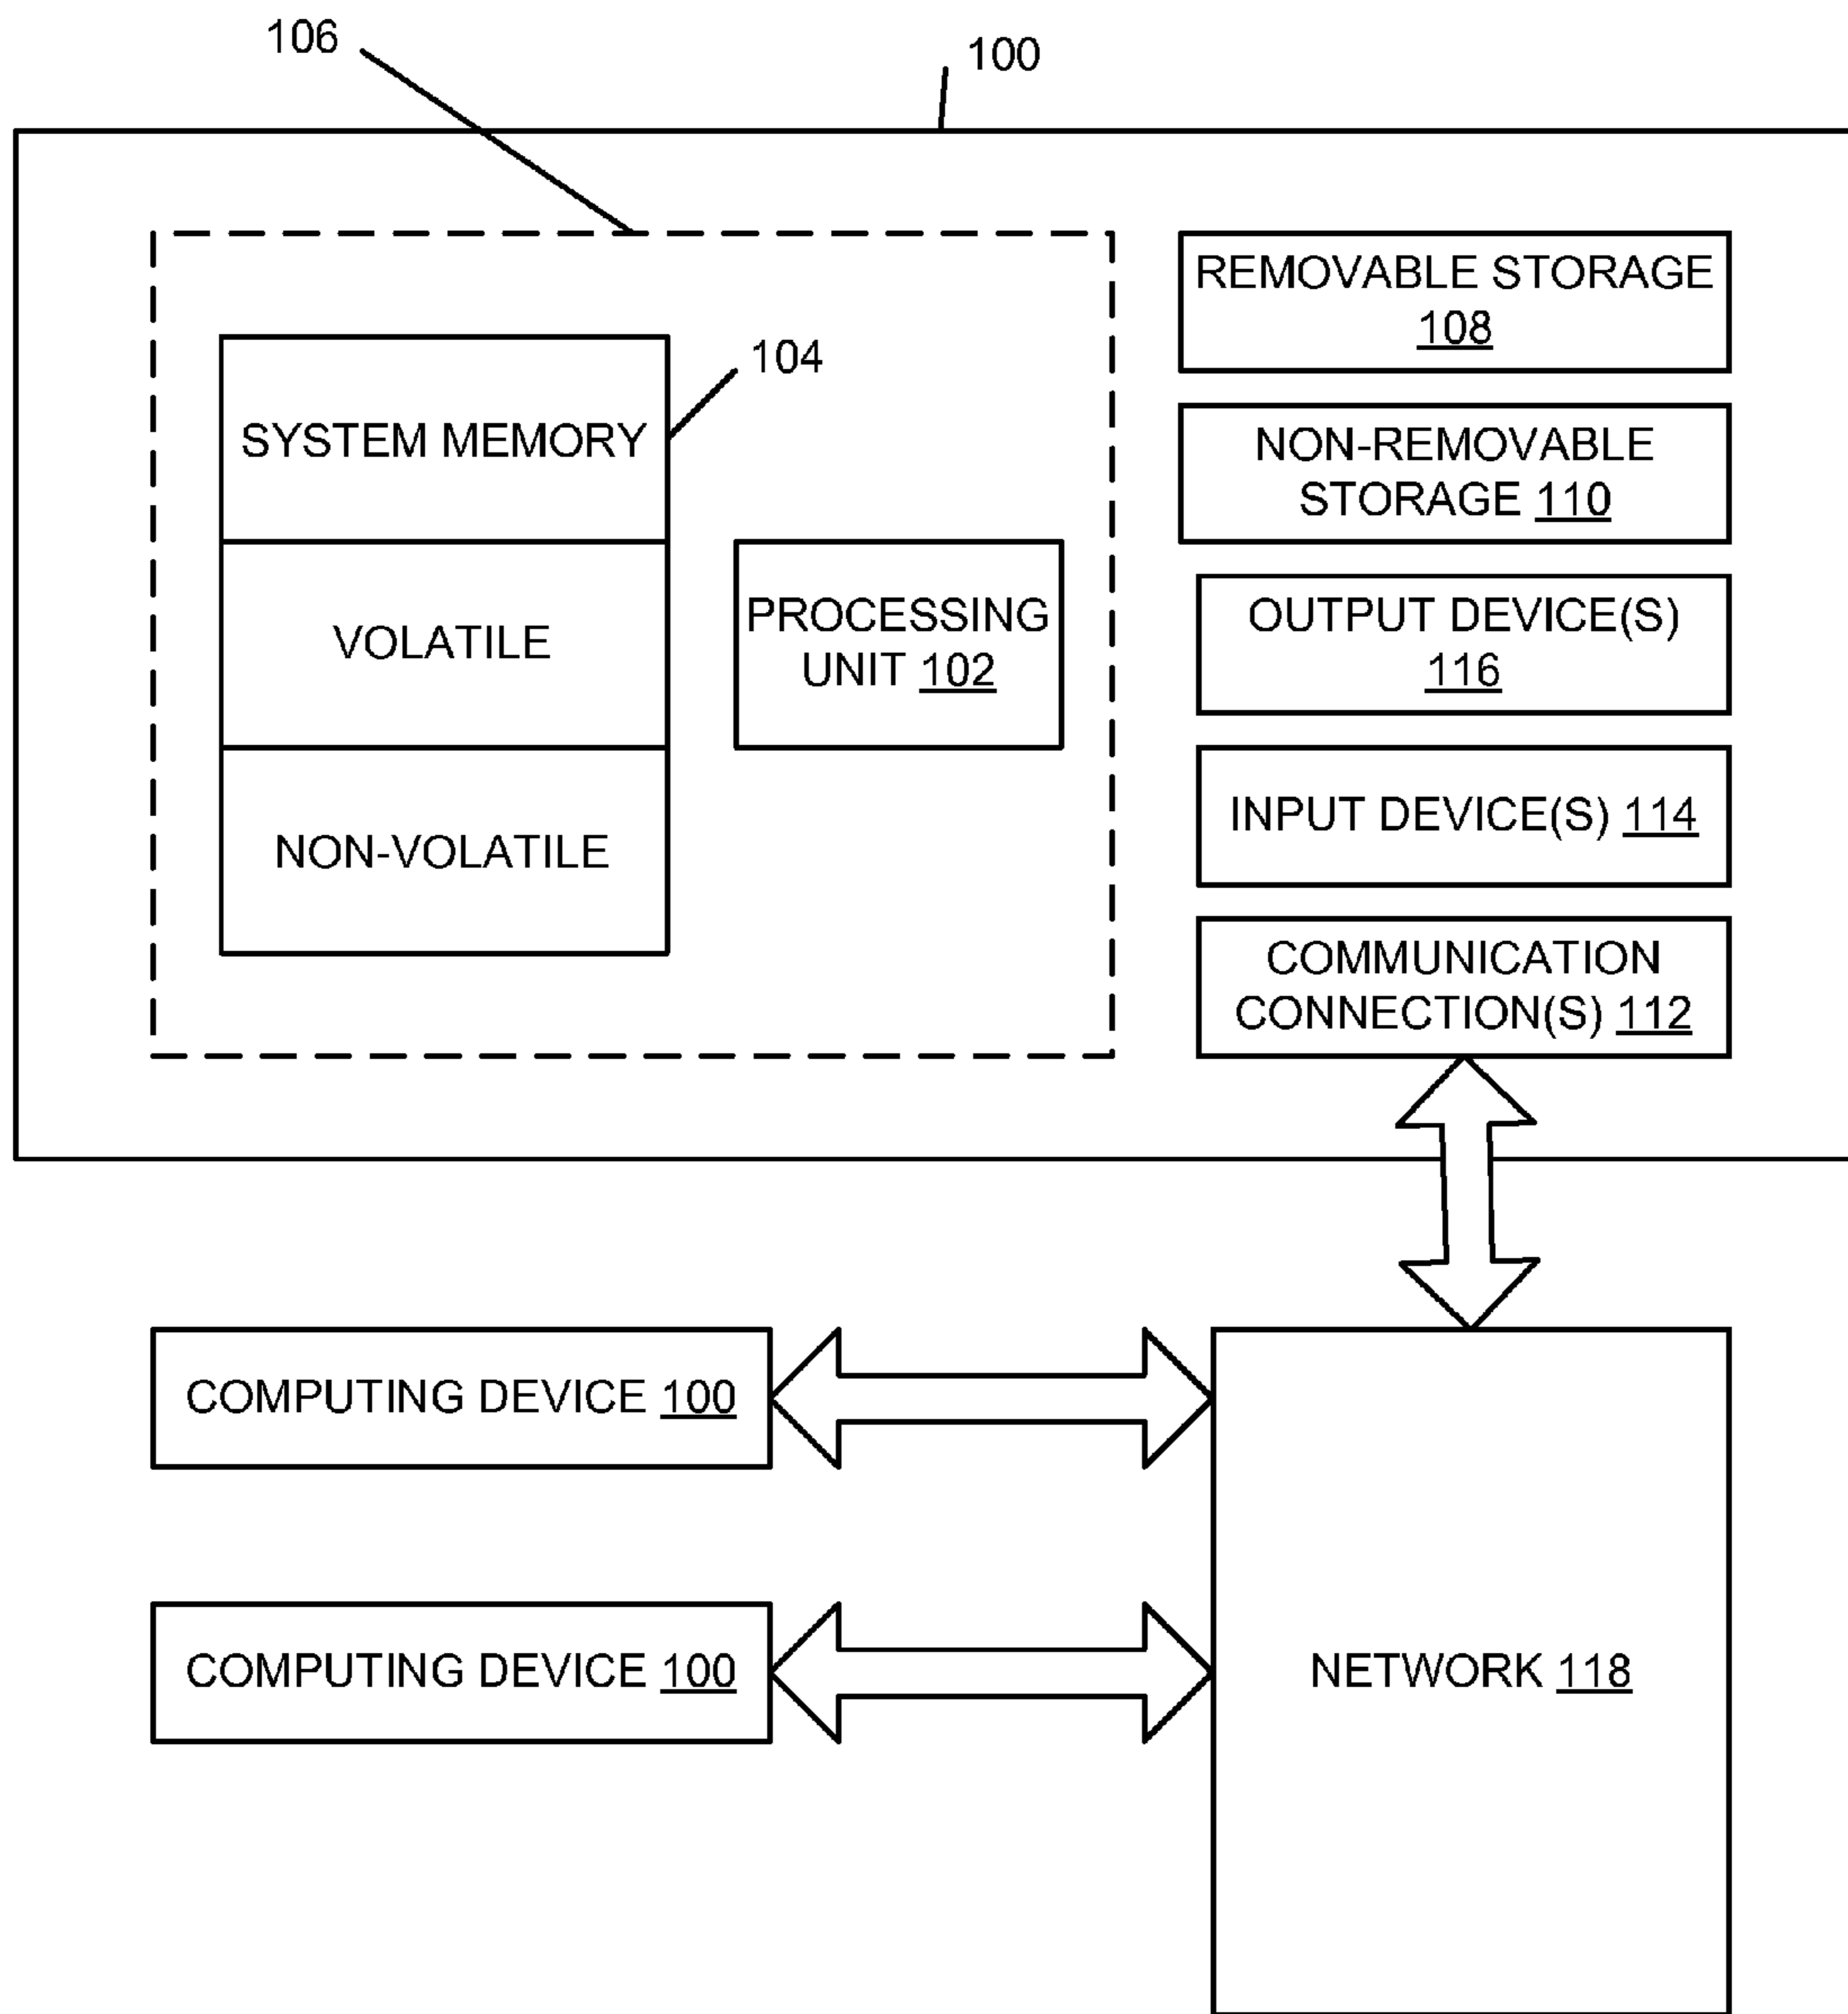 106
100
REMOVABLE STORAGE
108
104
SYSTEM MEMORY
NON-REMOVABLE
STORAGE 110
VOLATILE
PROCESSING
UNIT 102
OUTPUT DEVICE(S)
116
NON-VOLATILE
INPUT DEVICE(S) 114
COMMUNICATION
CONNECTION(S) 112
COMPUTING DEVICE 100
COMPUTING DEVICE 100
NETWORK 118